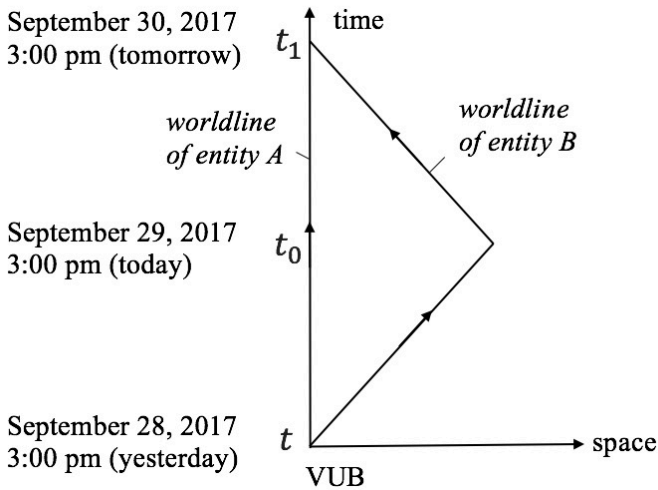 September 30, 2017
3:00 pm (tomorrow)
t₁
time
worldline
of entity A
worldline
of entity B
September 29, 2017
3:00 pm (today)
t₀
September 28, 2017
3:00 pm (yesterday)
t
space
VUB